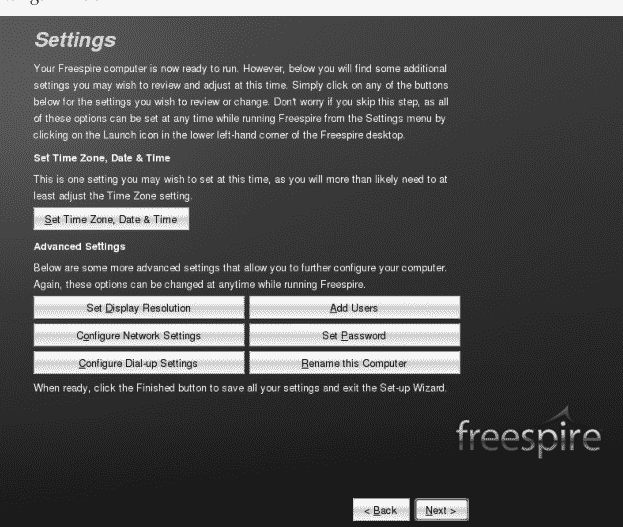 Settings
Your Freespire computer is now ready to run. However, below you will find some additional
settings you may wish to review and adjust at this time. Simply click on any of the buttons
below for the settings you wish to review or change. Don't worry if you skip this step, as all
of these options can be set at any time while running Freespire from the Settings menu by
clicking on the Launch icon in the lower left-hand corner of the Freespire desktop.
Set Time Zone, Date & Time
This is one setting you may wish to set at this time, as you will more than likely need to at
least adjust the Time Zone setting.
Set Time Zone, Date & Time
Advanced Settings
Below are some more advanced settings that allow you to further configure your computer.
Again, these options can be changed at anytime while running Freespire.
Set Display Resolution
Add Users
Configure Network Settings
Set Password
Configure Dial-up Settings
Rename this Computer
When ready, click the Finished button to save all your settings and exit the Set-up Wizard.
freespire
< Back
Next >